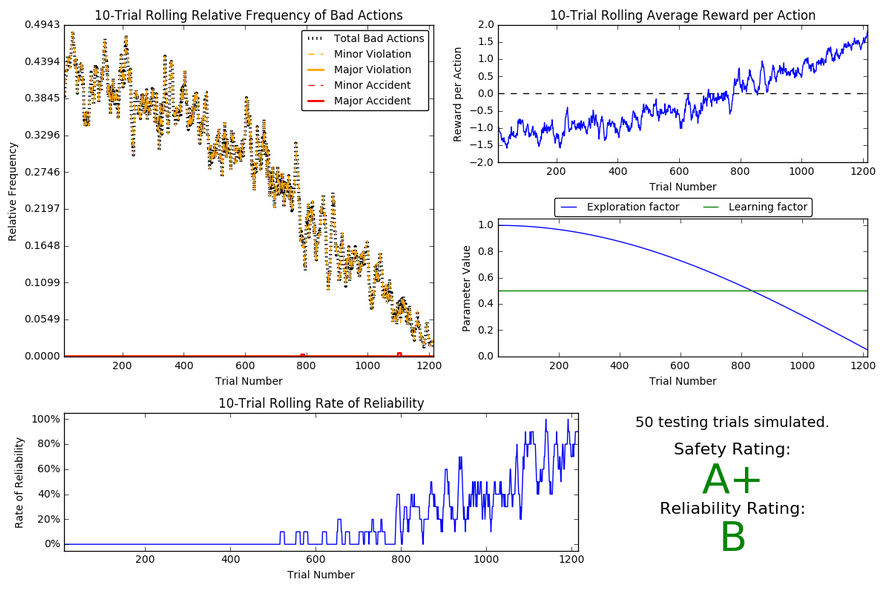 10-Trial Rolling Relative Frequency of Bad Actions
0.4943
0.4394
0.3845
0.3296
0.2746
0.2197
0.1648
0.1099
0.0549
0.0000
Relative Frequency
Total Bad Actions
Minor Violation
Major Violation
Minor Accident
Major Accident
200 400 600 800 1000 1200
Trial Number
10-Trial Rolling Average Reward per Action
2.0
1.5
1.0
0.5
0.0
−0.5
−1.0
−1.5
−2.0
Reward per Action
200 400 600 800 1000 1200
Trial Number
Exploration factor Learning factor
1.0
0.8
0.6
0.4
0.2
0.0
Parameter Value
200 400 600 800 1000 1200
Trial Number
10-Trial Rolling Rate of Reliability
100%
80%
60%
40%
20%
0%
Rate of Reliability
200 400 600 800 1000 1200
Trial Number
50 testing trials simulated.
Safety Rating:
A+
Reliability Rating:
B